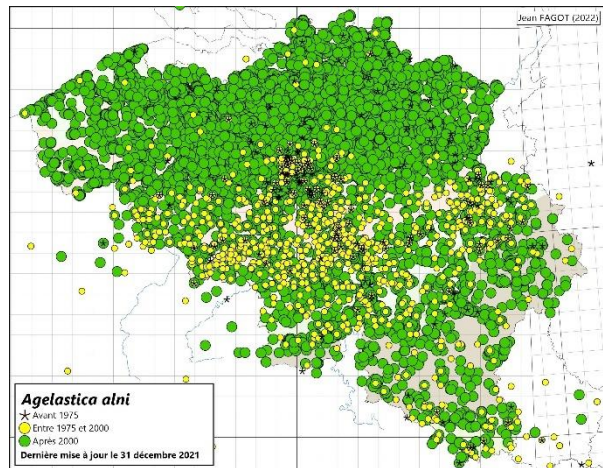 Jean FAGOT (2022)
Agelastica alni
Avant 1975
Entre 1975 et 2000
Après 2000
Dernière mise à jour le 31 décembre 2021